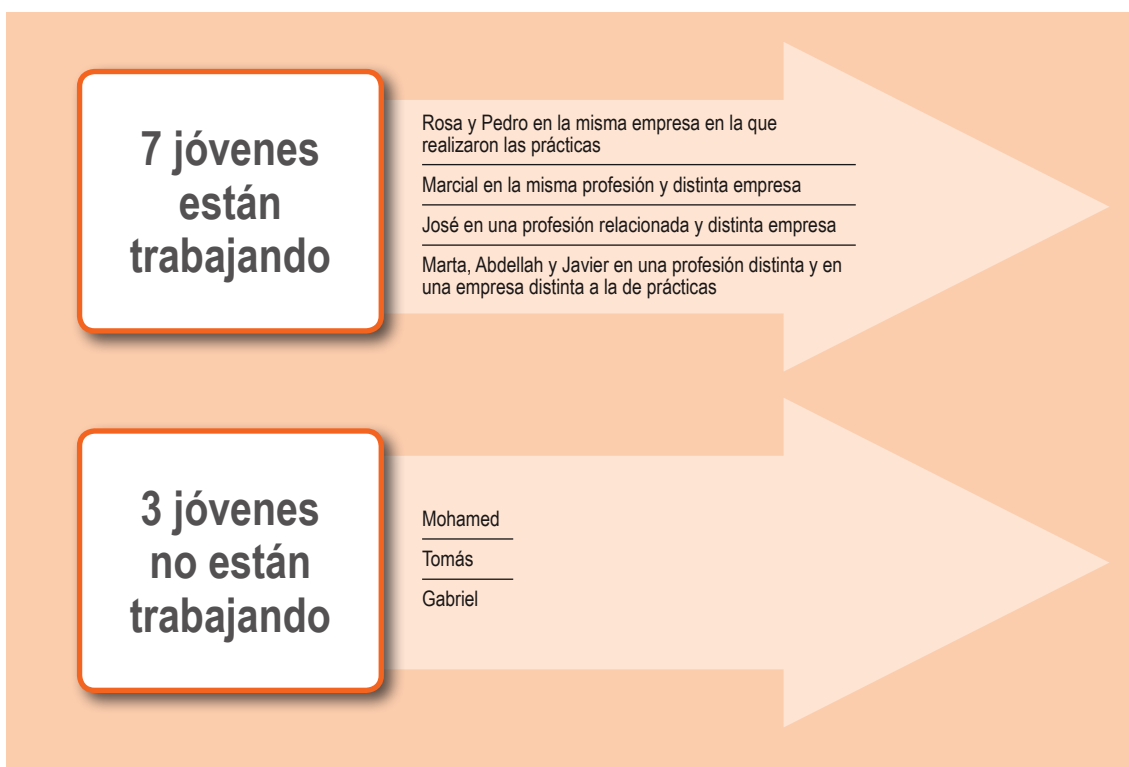 7 jóvenes
están
trabajando
Rosa y Pedro en la misma empresa en la que
realizaron las prácticas
Marcial en la misma profesión y distinta empresa
José en una profesión relacionada y distinta empresa
Marta, Abdellah y Javier en una profesión distinta y en
una empresa distinta a la de prácticas
3 jóvenes
no están
trabajando
Mohamed
Tomás
Gabriel